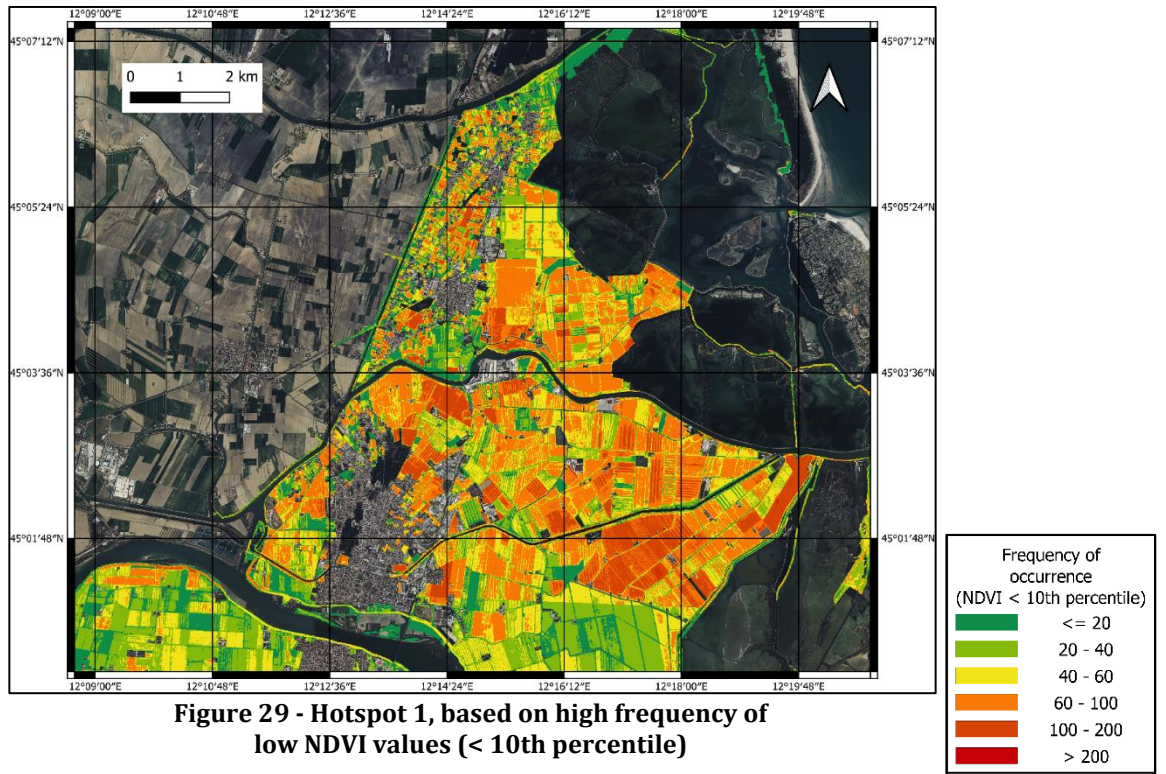 12°09'00"E 12°10'48"E 12°12'36"E 12°14'24"E 12°16'12"E 12°18'00"E 12°19'48"E
45°07'12"N 45°07'12"N
0 1 2 km
45°05'24"N 45°05'24"N
45°03'36"N 45°03'36"N
45°01'48"N 45°01'48"N
12°09'00"E 12°10'48"E 12°12'36"E 12°14'24"E 12°16'12"E 12°18'00"E 12°19'48"E
Figure 29 - Hotspot 1, based on high frequency of
low NDVI values (< 10th percentile)
Frequency of
occurrence
(NDVI < 10th percentile)
<= 20
20 - 40
40 - 60
60 - 100
100 - 200
> 200